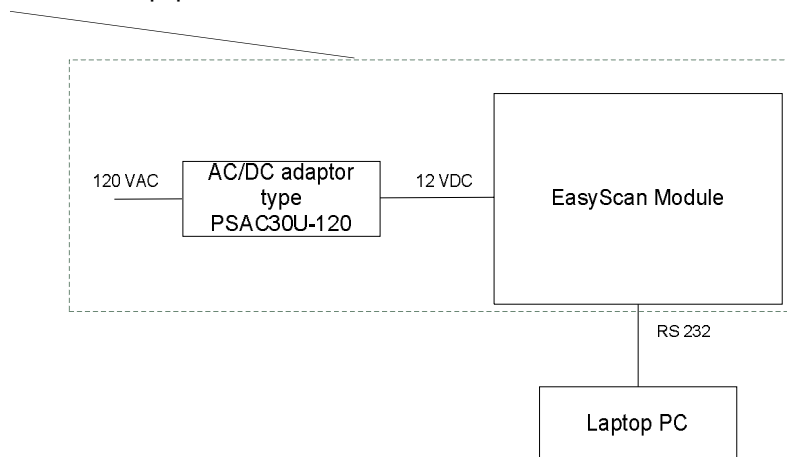 120 VAC
AC/DC adaptor
type
PSAC30U-120
12 VDC
EasyScan Module
RS 232
Laptop PC